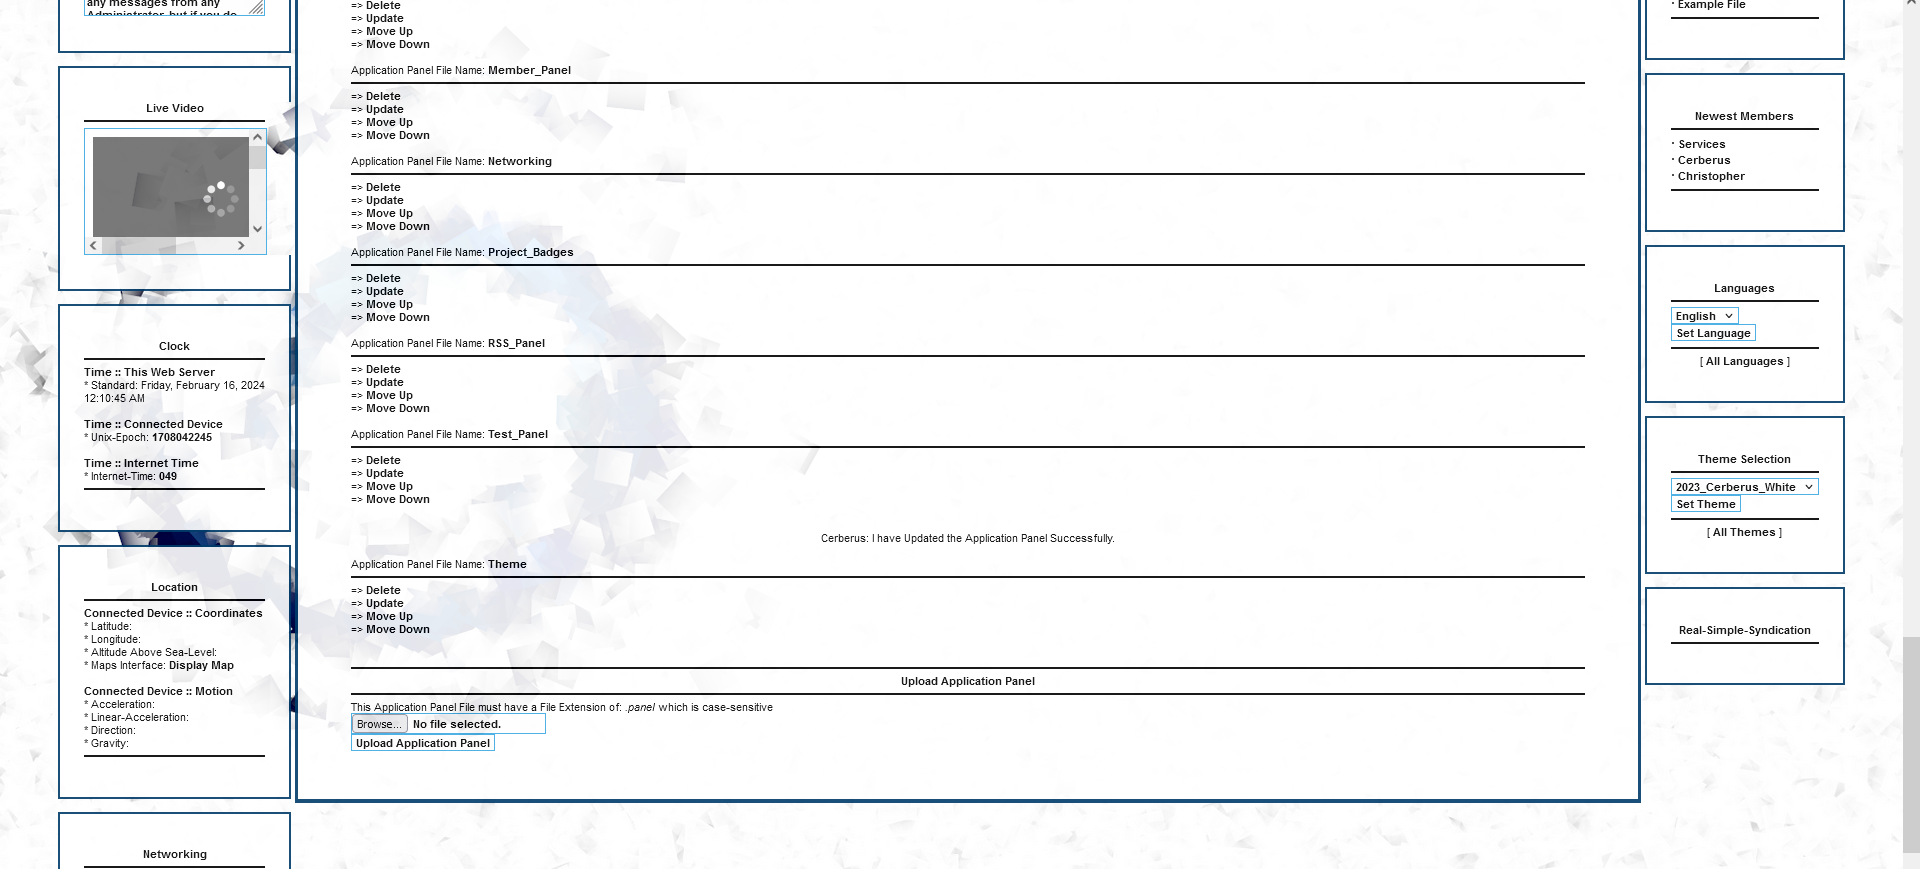 any messages from any
Administrator, but if you do
Live Video
Clock
Time :: This Web Server
* Standard: Friday, February 16, 2024
12:10:45 AM
Time :: Connected Device
* Unix-Epoch: 1708042245
Time :: Internet Time
* Internet-Time: 049
Location
Connected Device :: Coordinates
* Latitude:
* Longitude:
* Altitude Above Sea-Level:
* Maps Interface: Display Map
Connected Device :: Motion
* Acceleration:
* Linear-Acceleration:
* Direction:
* Gravity:
Networking
=> Delete
=> Update
=> Move Up
=> Move Down
Application Panel File Name: Member_Panel
=> Delete
=> Update
=> Move Up
=> Move Down
Application Panel File Name: Networking
=> Delete
=> Update
=> Move Up
=> Move Down
Application Panel File Name: Project_Badges
=> Delete
=> Update
=> Move Up
=> Move Down
Application Panel File Name: RSS_Panel
=> Delete
=> Update
=> Move Up
=> Move Down
Application Panel File Name: Test_Panel
=> Delete
=> Update
=> Move Up
=> Move Down
Cerberus: I have Updated the Application Panel Successfully.
Application Panel File Name: Theme
=> Delete
=> Update
=> Move Up
=> Move Down
Upload Application Panel
This Application Panel File must have a File Extension of: .panel which is case-sensitive
Browse... No file selected.
Upload Application Panel
· Example File
Newest Members
· Services
· Cerberus
· Christopher
Languages
English
Set Language
[ All Languages ]
Theme Selection
2023_Cerberus_White
Set Theme
[ All Themes ]
Real-Simple-Syndication